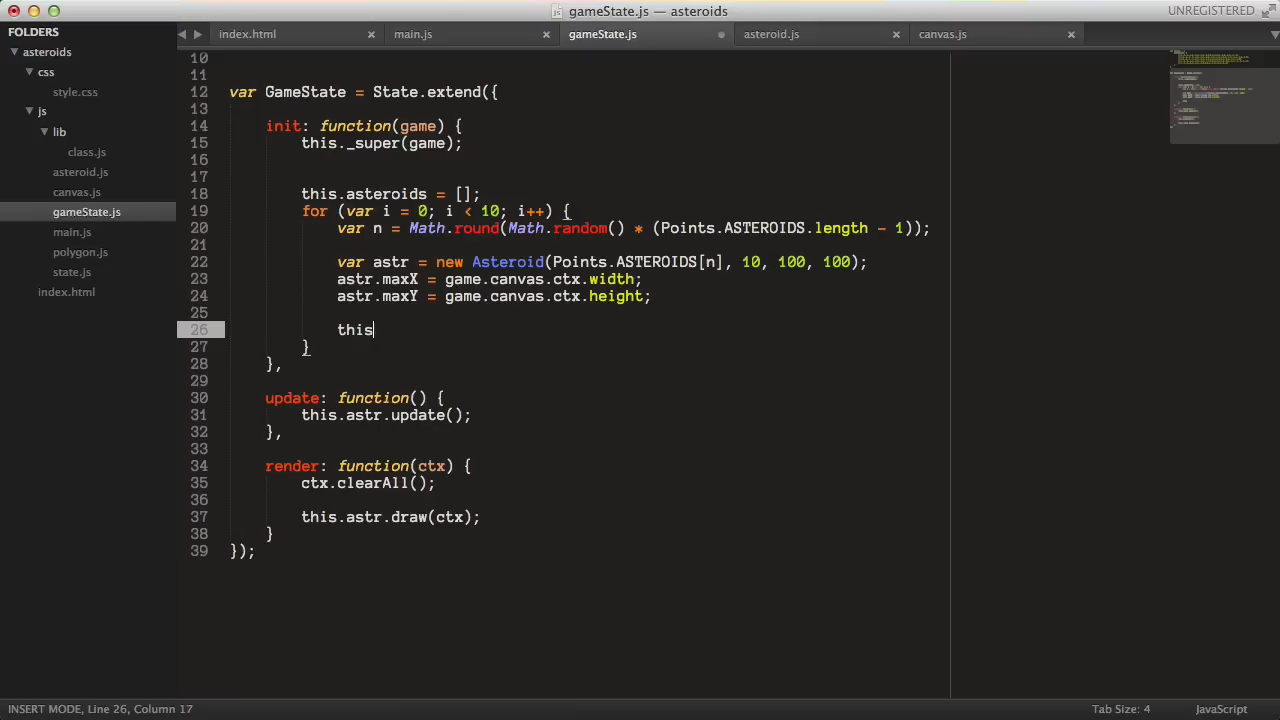 gameState.js — asteroids
UNREGISTERED
FOLDERS
asteroids
css
style.css
js
lib
class.js
asteroid.js
canvas.js
gameState.js
main.js
polygon.js
state.js
index.html
index.html
main.js
gameState.js
asteroid.js
canvas.js
10
11
12 var GameState = State.extend({
13
14 init: function(game) {
15 this._super(game);
16
17
18 this.asteroids = [];
19 for (var i = 0; i < 10; i++) {
20 var n = Math.round(Math.random() * (Points.ASTEROIDS.length - 1));
21
22 var astr = new Asteroid(Points.ASTEROIDS[n], 10, 100, 100);
23 astr.maxX = game.canvas.ctx.width;
24 astr.maxY = game.canvas.ctx.height;
25
26 this
27 }
28 },
29
30 update: function() {
31 this.astr.update();
32 },
33
34 render: function(ctx) {
35 ctx.clearAll();
36
37 this.astr.draw(ctx);
38 }
39 });
INSERT MODE, Line 26, Column 17
Tab Size: 4
JavaScript